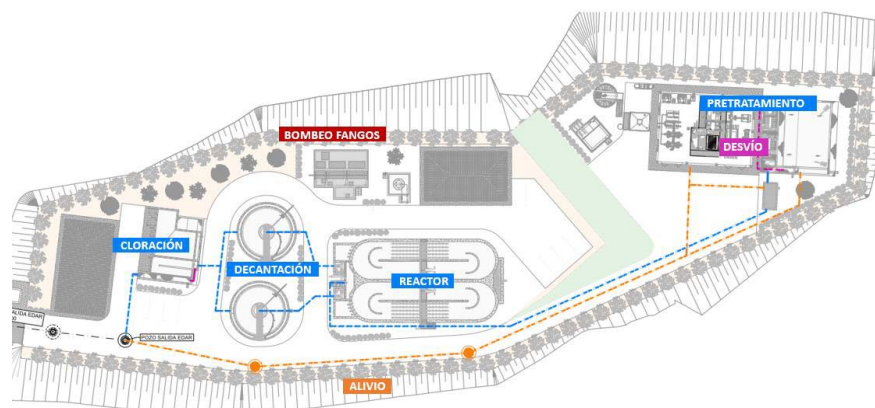 PRETRATAMIENTO
BOMBEO FANGOS
DESVÍO
CLORACIÓN
DECANTACIÓN
REACTOR
SALIDA EDAR
POZO SALIDA EDAR
ALIVIO